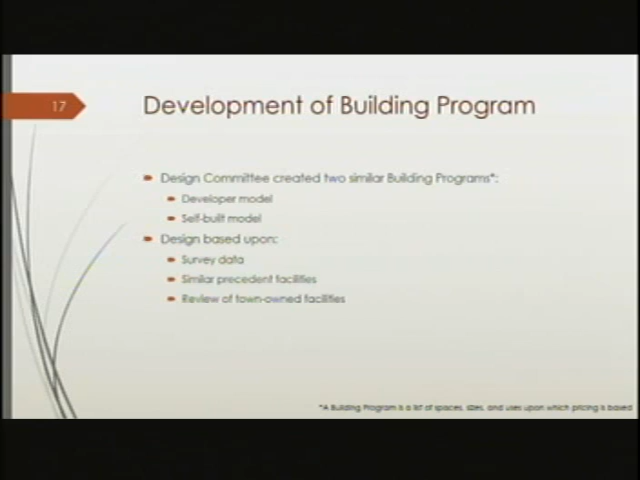 17
Development of Building Program
Design Committee created two similar Building Programs*:
Developer model
Self-built model
Design based upon:
Survey data
Similar precedent facilities
Review of town-owned facilities
*A Building Program is a list of spaces, sizes, and uses upon which pricing is based